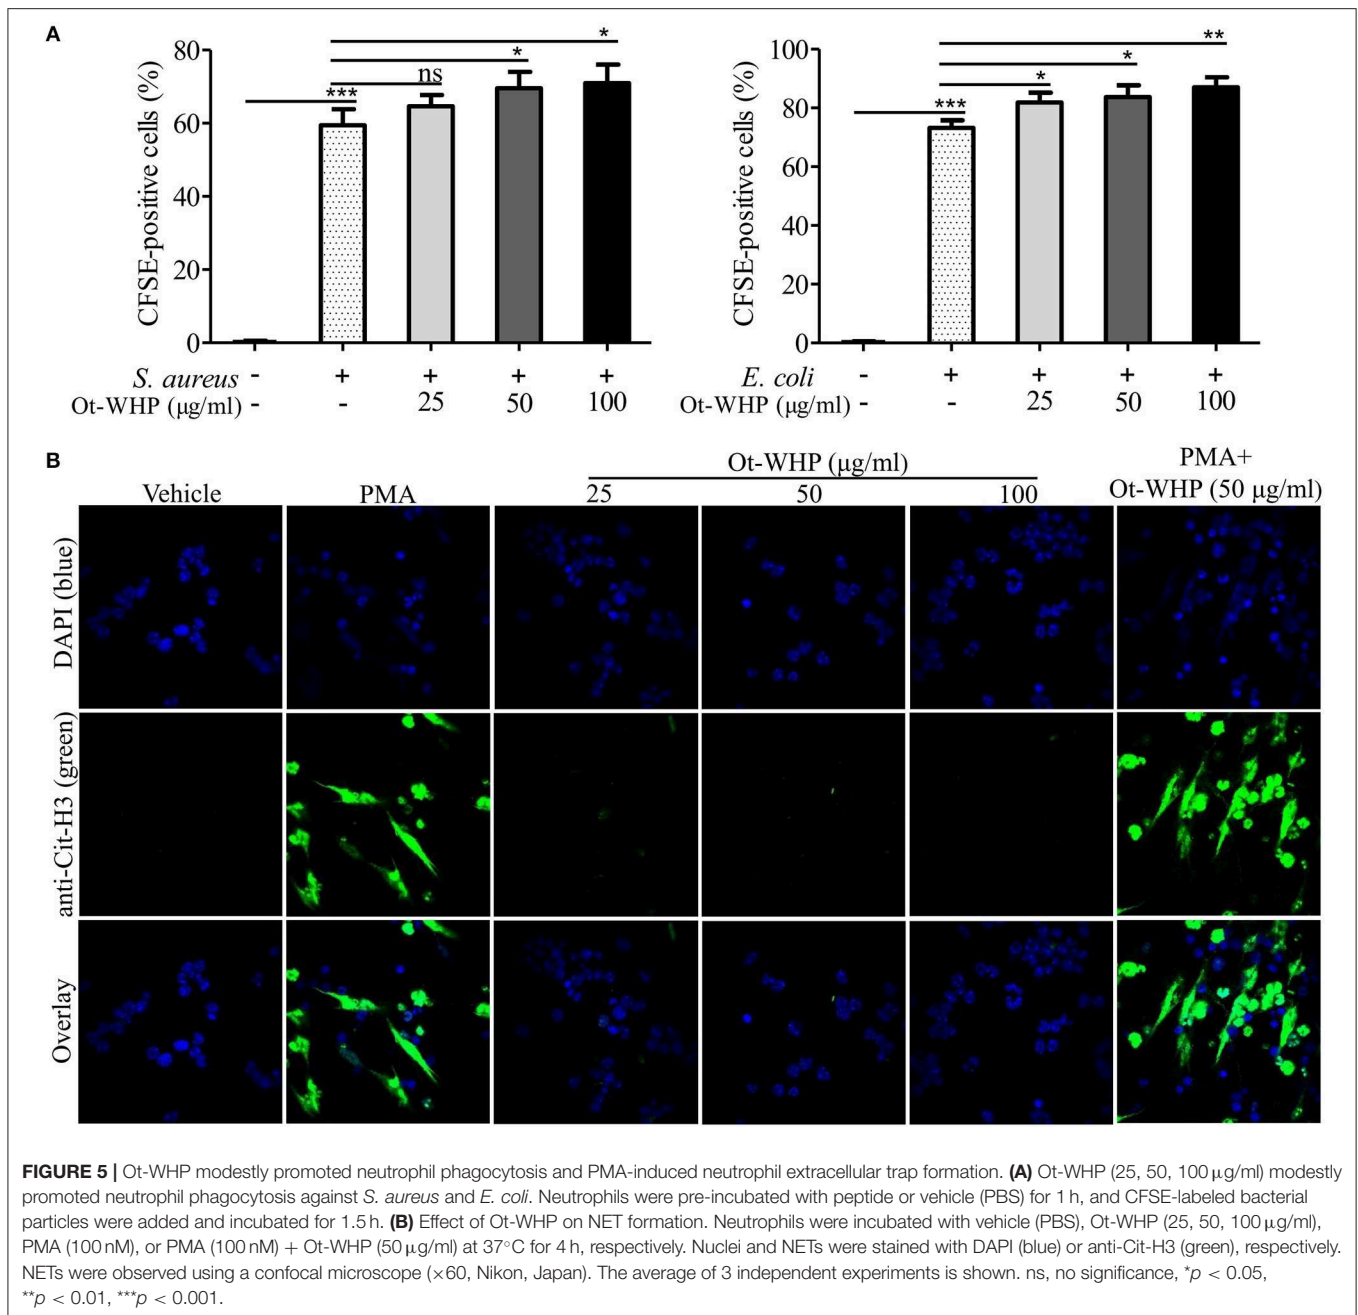 A
80
60
40
20
0
CFSE-positive cells (%)
***
ns
*
*
S. aureus - + + + +
Ot-WHP (μg/ml) - - 25 50 100
100
80
60
40
20
0
CFSE-positive cells (%)
***
*
*
**
E. coli - + + + +
Ot-WHP (μg/ml) - - 25 50 100
B
Ot-WHP (μg/ml)
PMA+
Vehicle PMA 25 50 100 Ot-WHP (50 μg/ml)
DAPI (blue)
anti-Cit-H3 (green)
Overlay
FIGURE 5 | Ot-WHP modestly promoted neutrophil phagocytosis and PMA-induced neutrophil extracellular trap formation. (A) Ot-WHP (25, 50, 100 μg/ml) modestly
promoted neutrophil phagocytosis against S. aureus and E. coli. Neutrophils were pre-incubated with peptide or vehicle (PBS) for 1 h, and CFSE-labeled bacterial
particles were added and incubated for 1.5 h. (B) Effect of Ot-WHP on NET formation. Neutrophils were incubated with vehicle (PBS), Ot-WHP (25, 50, 100 μg/ml),
PMA (100 nM), or PMA (100 nM) + Ot-WHP (50 μg/ml) at 37°C for 4 h, respectively. Nuclei and NETs were stained with DAPI (blue) or anti-Cit-H3 (green), respectively.
NETs were observed using a confocal microscope (×60, Nikon, Japan). The average of 3 independent experiments is shown. ns, no significance, *p < 0.05,
**p < 0.01, ***p < 0.001.